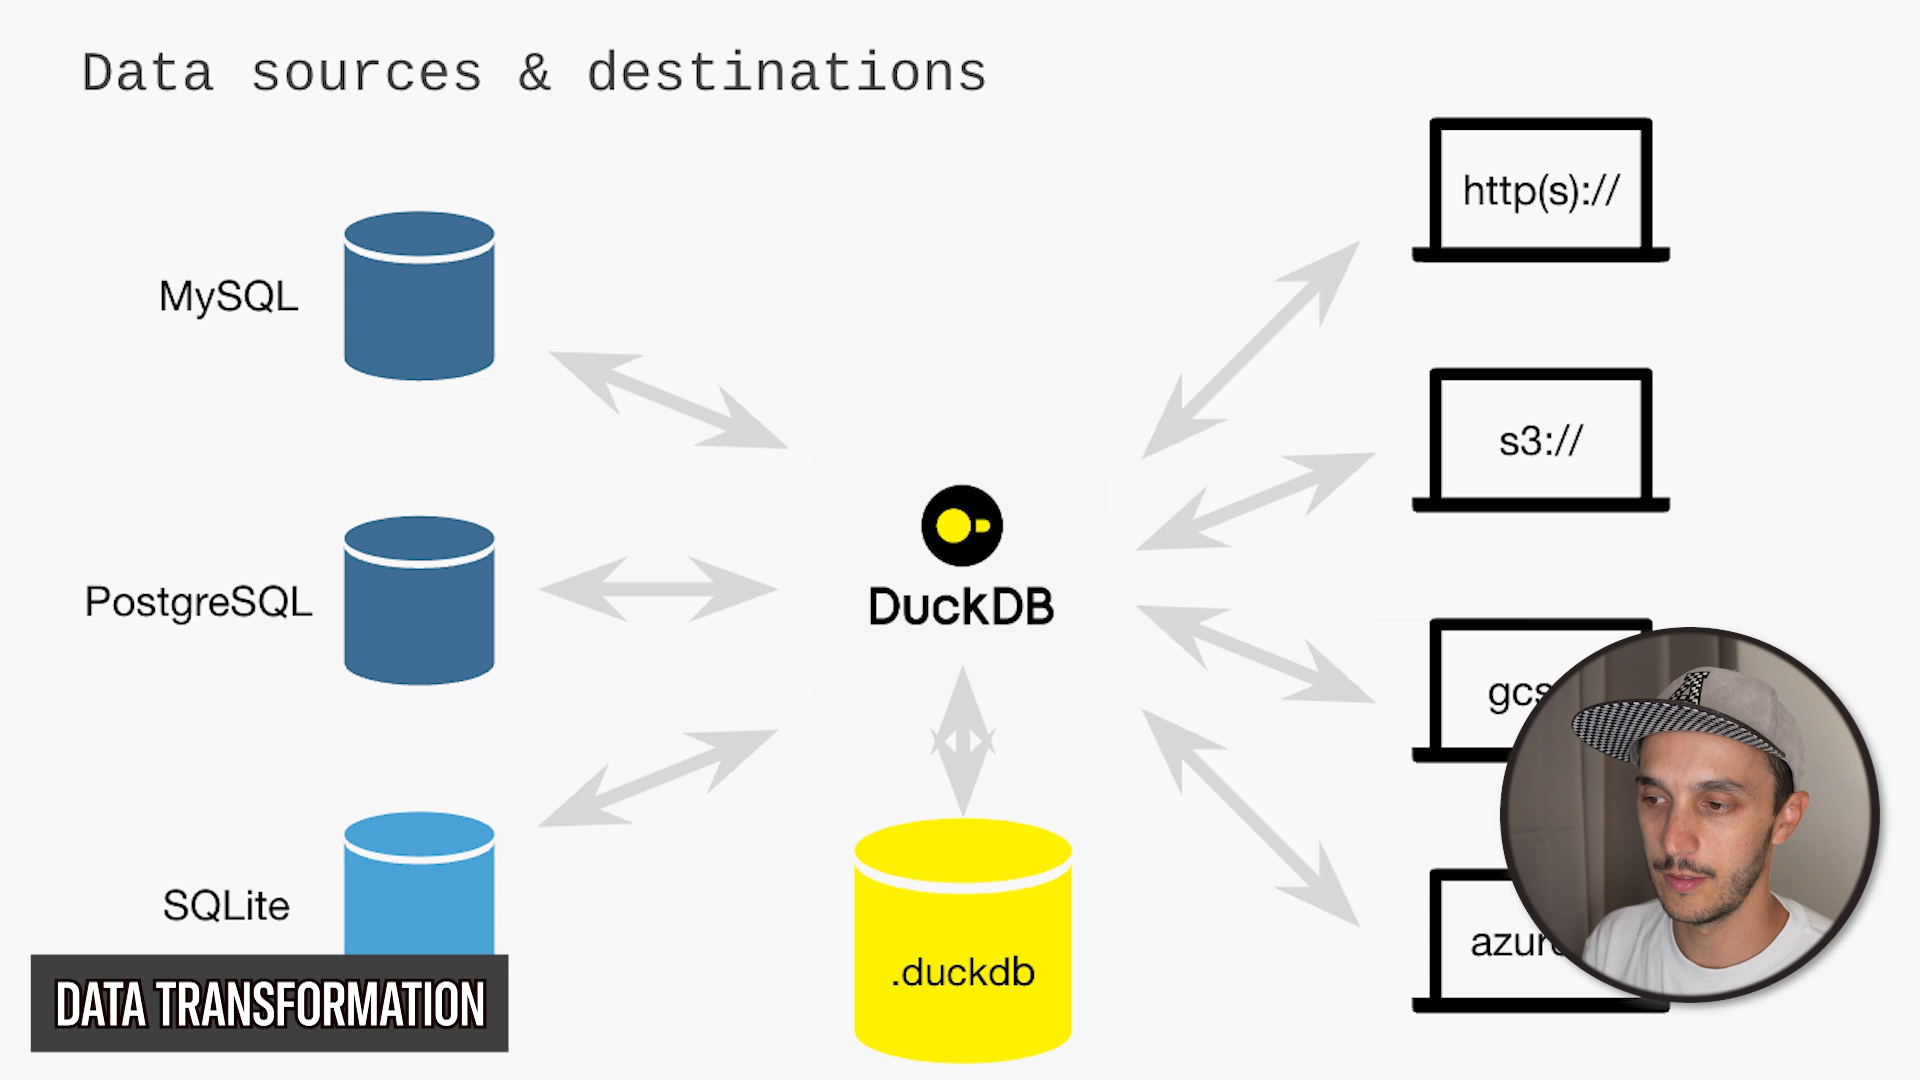 Data sources & destinations
MySQL
PostgreSQL
SQLite
DuckDB
.duckdb
http(s)://
s3://
DATA TRANSFORMATION